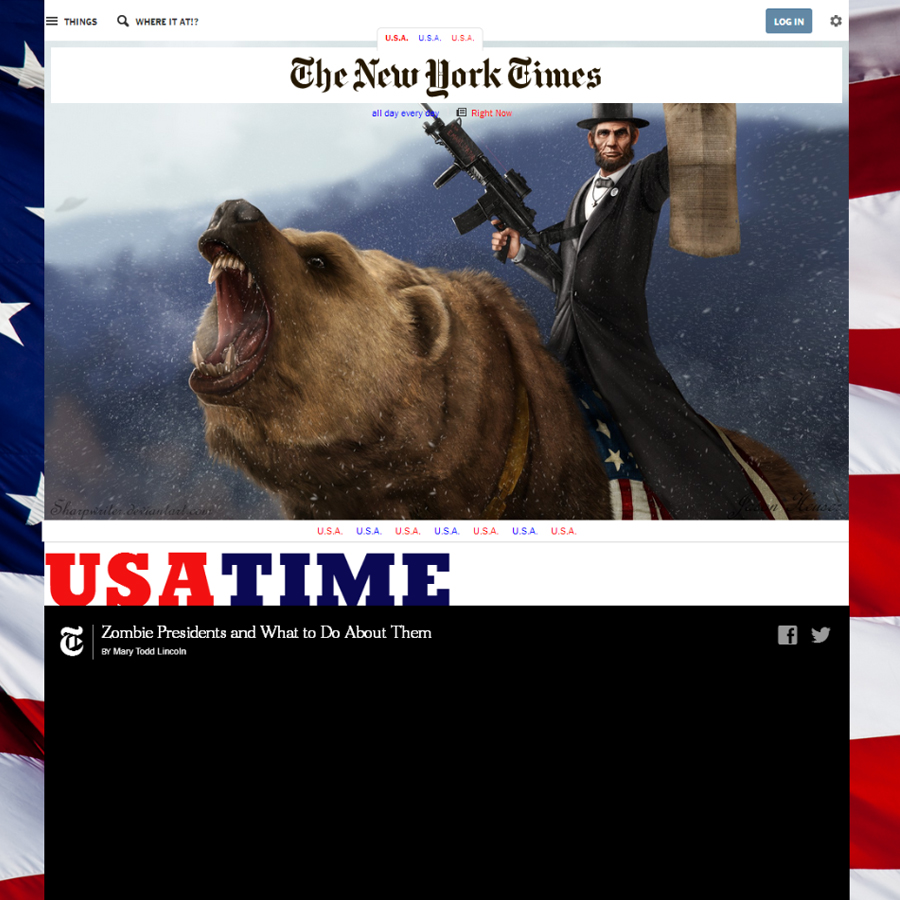 THINGS WHERE IT AT!? LOG IN
U.S.A. U.S.A. U.S.A.
The New York Times
all day every day Right Now
Sharpwriter.deviantart.com
U.S.A. U.S.A. U.S.A. U.S.A. U.S.A. U.S.A. U.S.A.
USATIME
Zombie Presidents and What to Do About Them
BY Mary Todd Lincoln